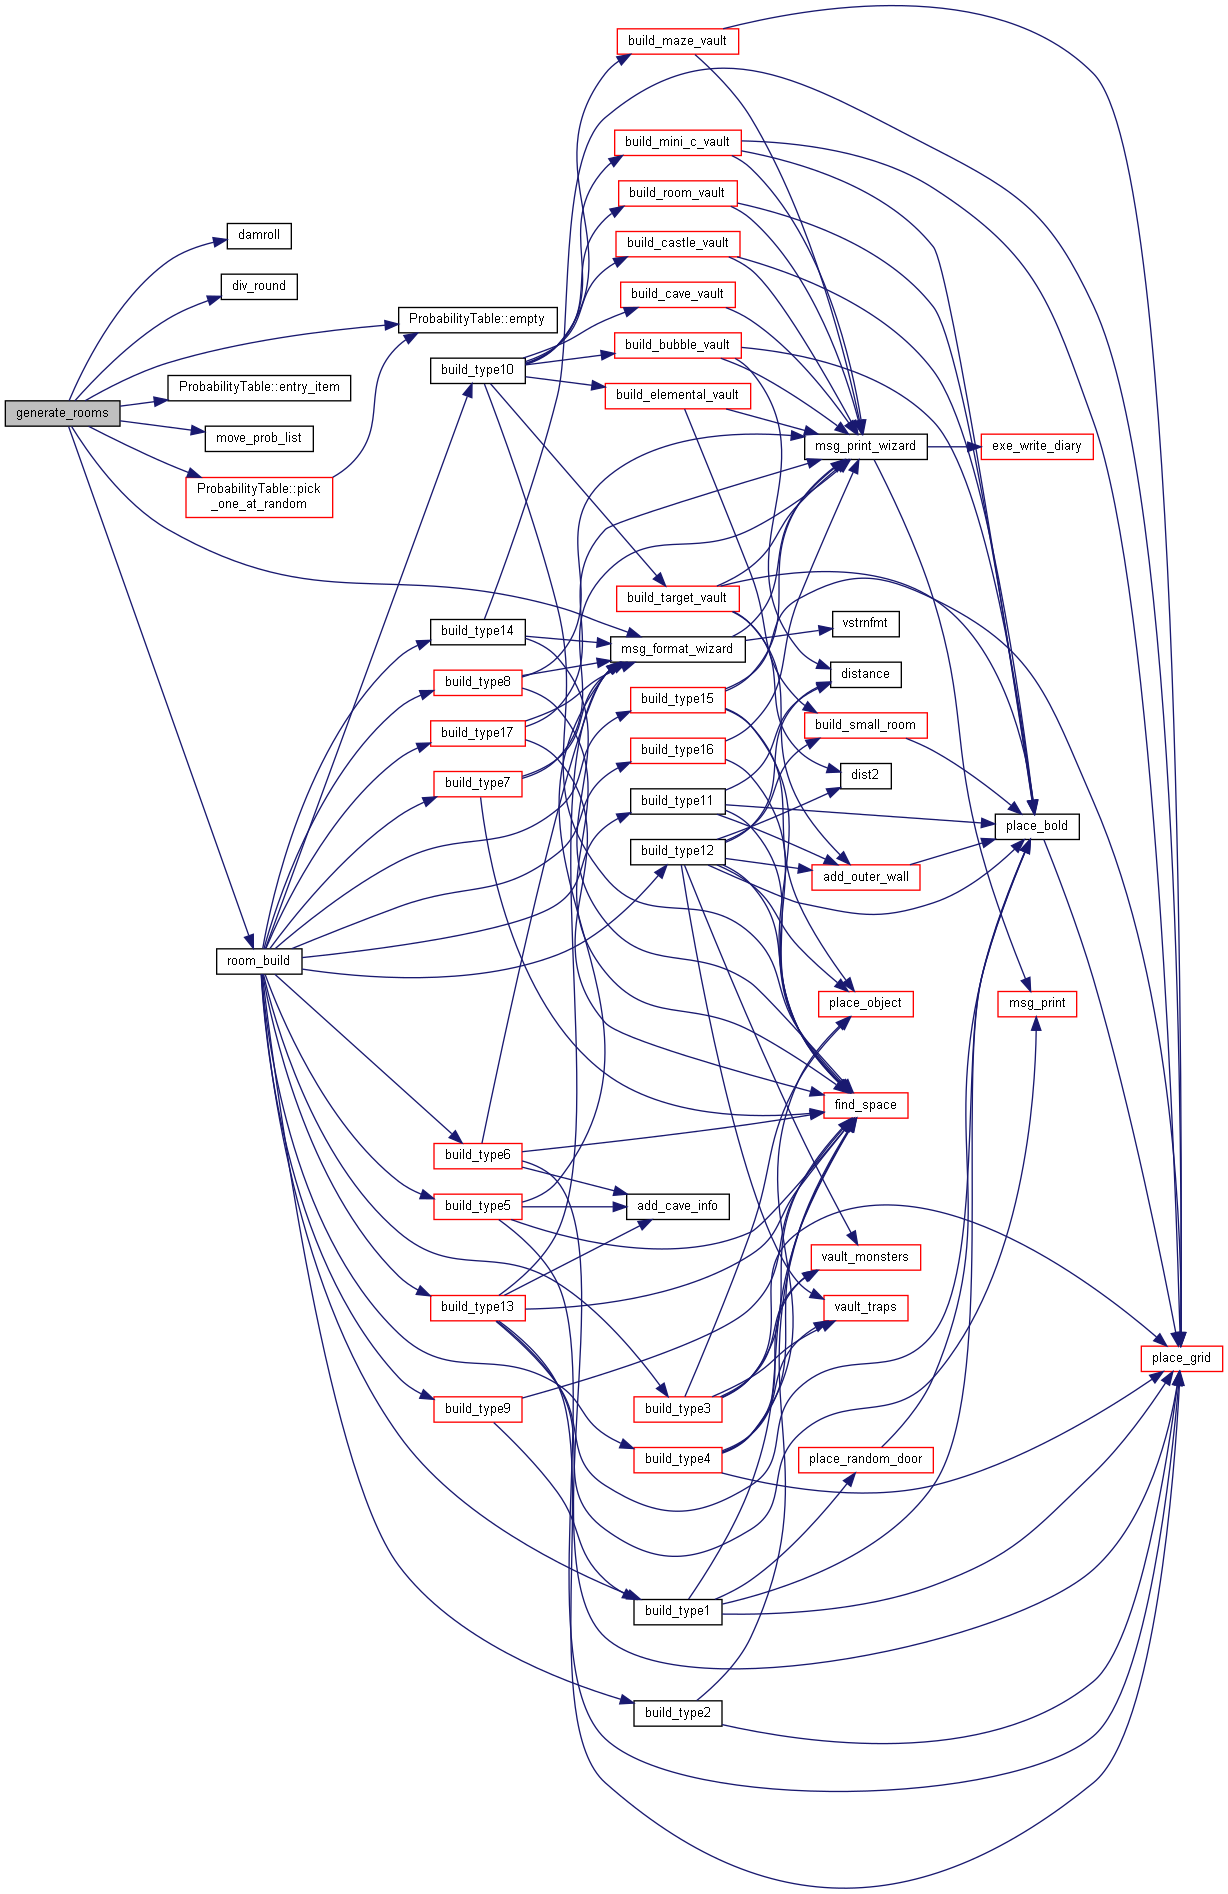 build_maze_vault
build_mini_c_vault
build_room_vault
damroll
build_castle_vault
div_round
build_cave_vault
ProbabilityTable::empty
build_bubble_vault
build_type10
ProbabilityTable::entry_item
build_elemental_vault
generate_rooms
move_prob_list
msg_print_wizard
exe_write_diary
ProbabilityTable::pick
_one_at_random
build_target_vault
vstrnfmt
build_type14
msg_format_wizard
distance
build_type8
build_type15
build_small_room
build_type17
build_type16
dist2
build_type7
build_type11
place_bold
build_type12
add_outer_wall
room_build
place_object
msg_print
find_space
build_type6
build_type5
add_cave_info
vault_monsters
build_type13
vault_traps
place_grid
build_type9
build_type3
build_type4
place_random_door
build_type1
build_type2